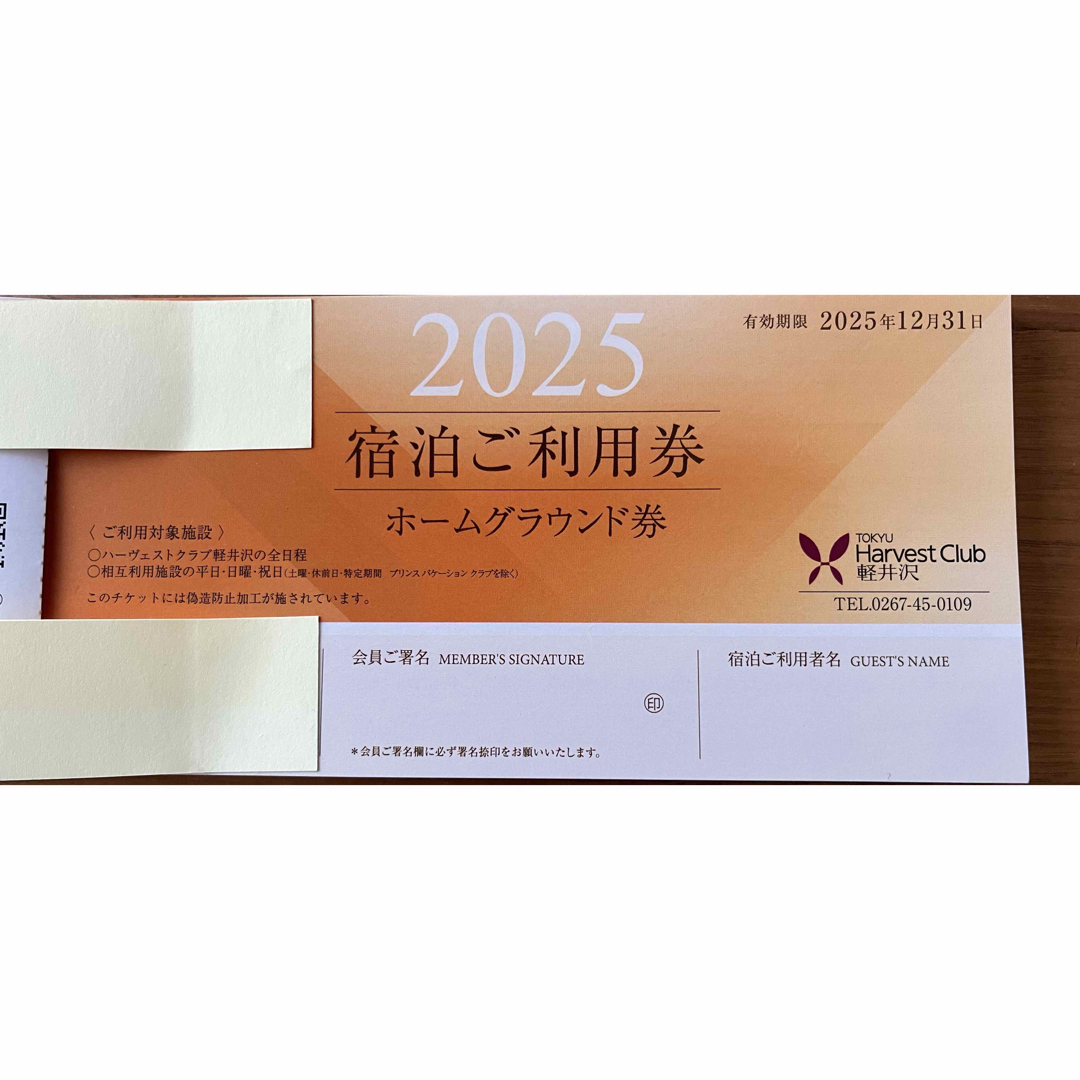 2025
有効期限 2025年12月31日
宿泊ご利用券
ホームグラウンド券
〈 ご利用対象施設 〉
○ハーヴェストクラブ軽井沢の全日程
○相互利用施設の平日・日曜・祝日(土曜・休前日・特定期間 プリンス バケーション クラブを除く)
このチケットには偽造防止加工が施されています。
TOKYU
Harvest Club
軽井沢
TEL.0267-45-0109
会員ご署名 MEMBER'S SIGNATURE
宿泊ご利用者名 GUEST'S NAME
印
＊会員ご署名欄に必ず署名捺印をお願いいたします。